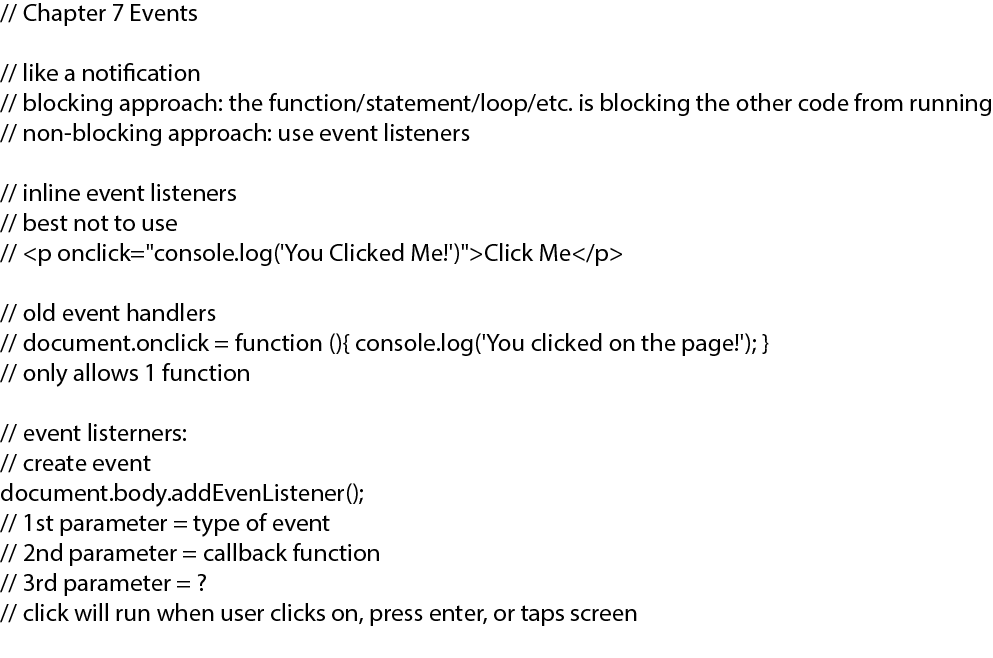 // Chapter 7 Events
// like a notification
// blocking approach: the function/statement/loop/etc. is blocking the other code from running
// non-blocking approach: use event listeners
// inline event listeners
// best not to use
// <p onclick="console.log('You Clicked Me!')">Click Me</p>
// old event handlers
// document.onclick = function (){ console.log('You clicked on the page!'); }
// only allows 1 function
// event listerners:
// create event
document.body.addEvenListener();
// 1st parameter = type of event
// 2nd parameter = callback function
// 3rd parameter = ?
// click will run when user clicks on, press enter, or taps screen